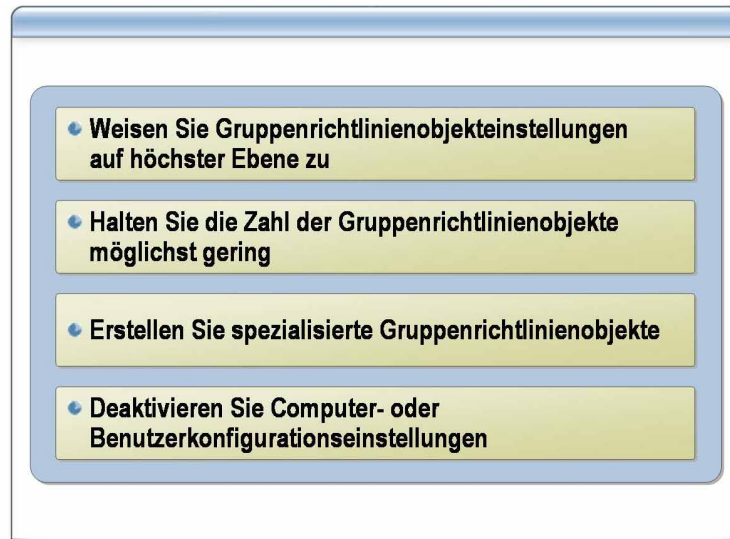 Weisen Sie Gruppenrichtlinienobjekteinstellungen
auf höchster Ebene zu
Halten Sie die Zahl der Gruppenrichtlinienobjekte
möglichst gering
Erstellen Sie spezialisierte Gruppenrichtlinienobjekte
Deaktivieren Sie Computer- oder
Benutzerkonfigurationseinstellungen